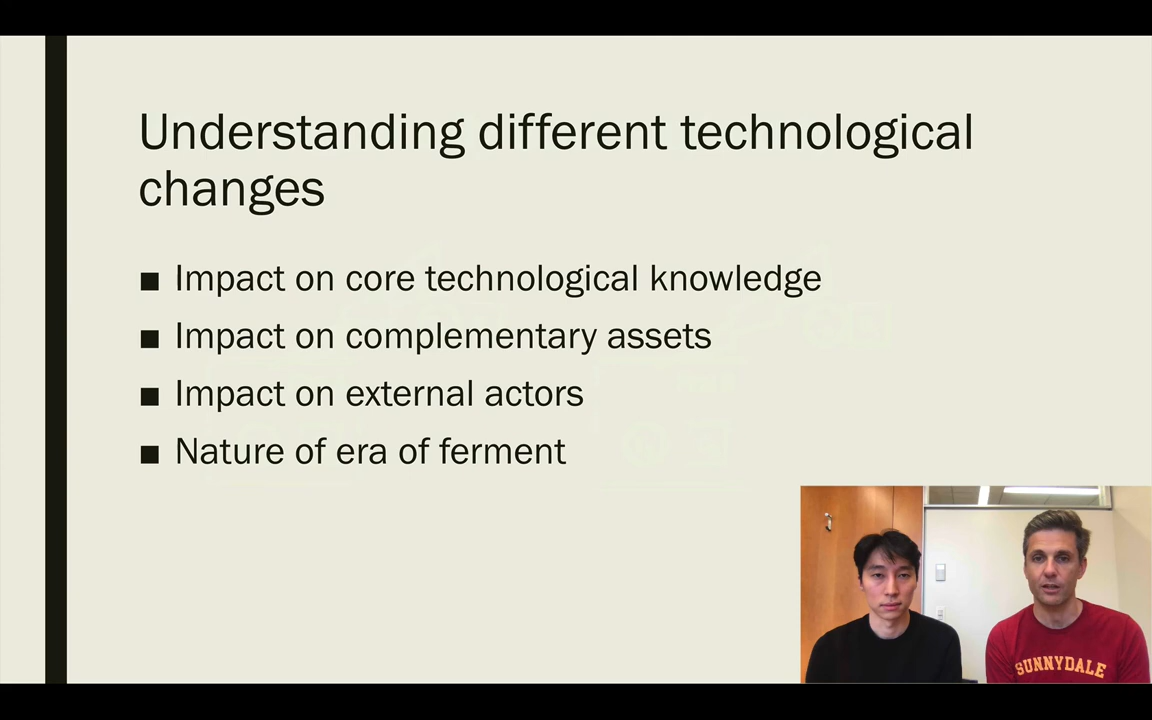 Understanding different technological
changes
■ Impact on core technological knowledge
■ Impact on complementary assets
■ Impact on external actors
■ Nature of era of ferment
SUNNYDALE